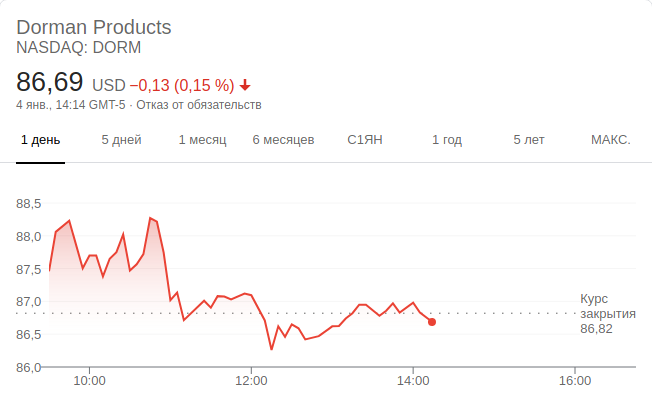 Dorman Products
NASDAQ: DORM
86,69 USD −0,13 (0,15 %)
4 янв., 14:14 GMT-5 · Отказ от обязательств
1 день 5 дней 1 месяц 6 месяцев С1ЯН 1 год 5 лет МАКС.
88,5
88,0
87,5
87,0
86,5
86,0
Курс
закрытия
86,82
10:00 12:00 14:00 16:00